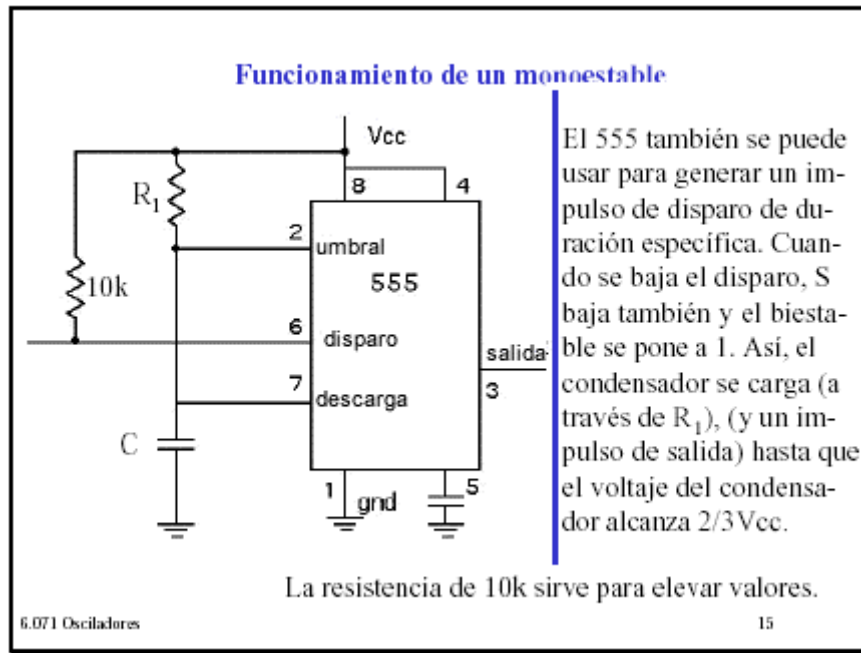 Funcionamiento de un monoestable
Vcc
R1
8
4
2
umbral
555
10k
6
disparo
salida
3
7
descarga
C
1
gnd
5
El 555 también se puede
usar para generar un im-
pulso de disparo de du-
ración específica. Cuan-
do se baja el disparo, S
baja también y el biesta-
ble se pone a 1. Así, el
condensador se carga (a
través de R1), (y un im-
pulso de salida) hasta que
el voltaje del condensa-
dor alcanza 2/3Vcc.
La resistencia de 10k sirve para elevar valores.
6.071 Osciladores
15